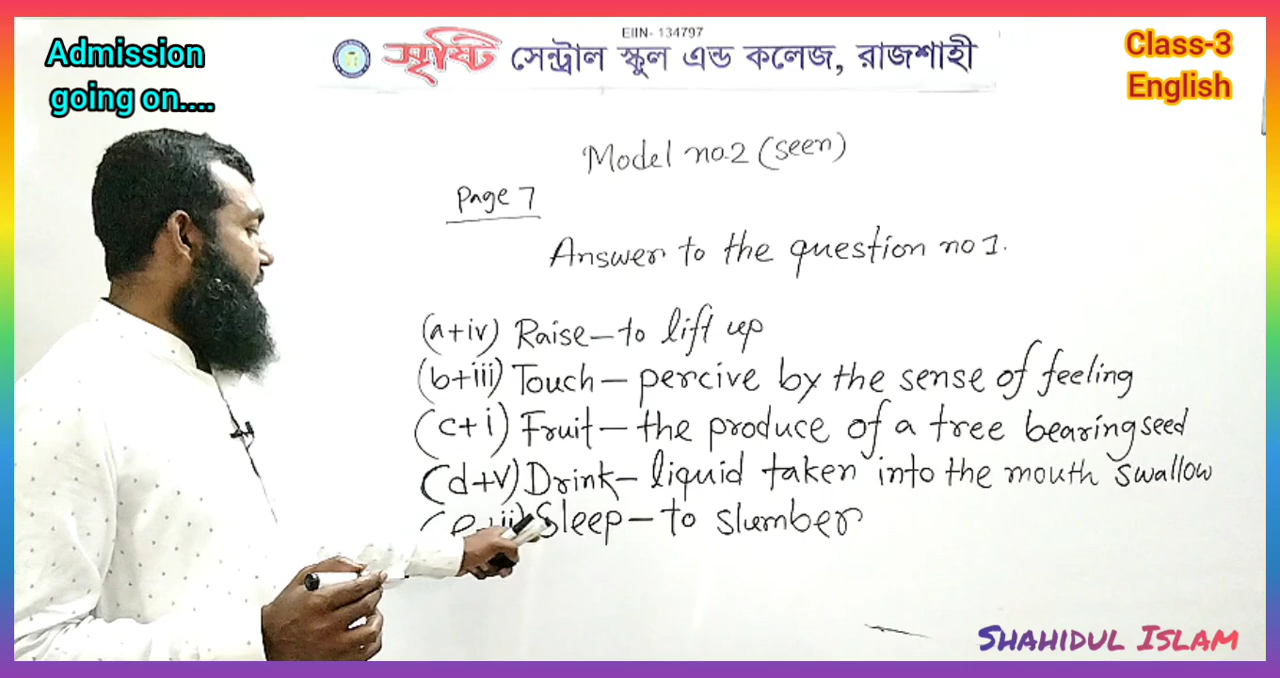 EIIN- 134797
সৃষ্টি সেন্ট্রাল স্কুল এন্ড কলেজ, রাজশাহী
Admission
going on....
Class-3
English
Model no.2 (seen)
Page 7
Answer to the question no 1.
(a+iv) Raise – to lift up
(b+iii) Touch – percive by the sense of feeling
(c+i) Fruit – the produce of a tree bearing seed
(d+v) Drink – liquid taken into the mouth swallow
(e+ii) Sleep – to slumber
Shahidul Islam